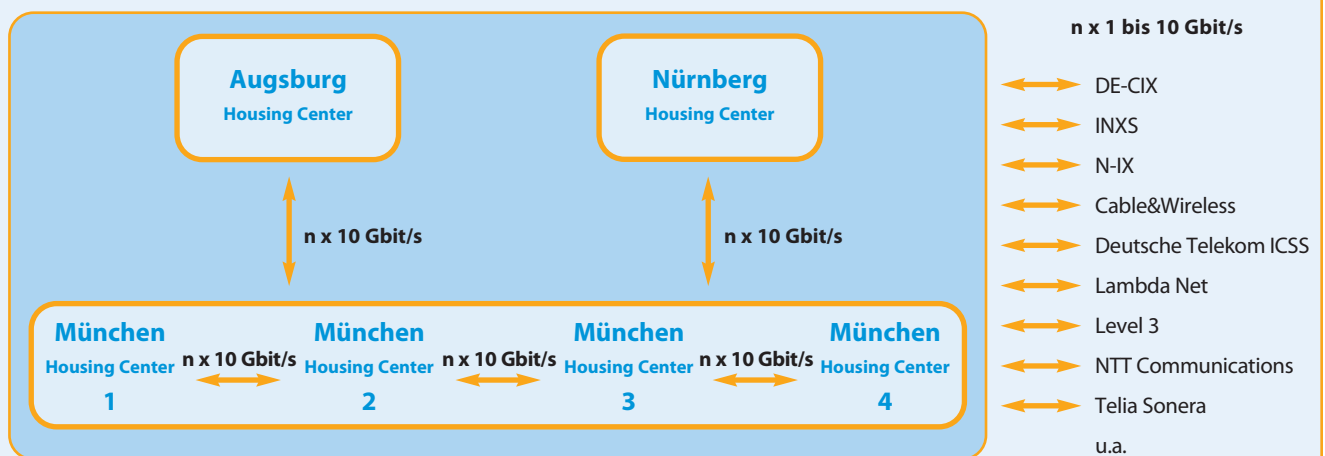 n x 1 bis 10 Gbit/s
Augsburg
Housing Center
Nürnberg
Housing Center
n x 10 Gbit/s
n x 10 Gbit/s
München
Housing Center
1
n x 10 Gbit/s
München
Housing Center
2
n x 10 Gbit/s
München
Housing Center
3
n x 10 Gbit/s
München
Housing Center
4
DE-CIX
INXS
N-IX
Cable&Wireless
Deutsche Telekom ICSS
Lambda Net
Level 3
NTT Communications
Telia Sonera
u.a.